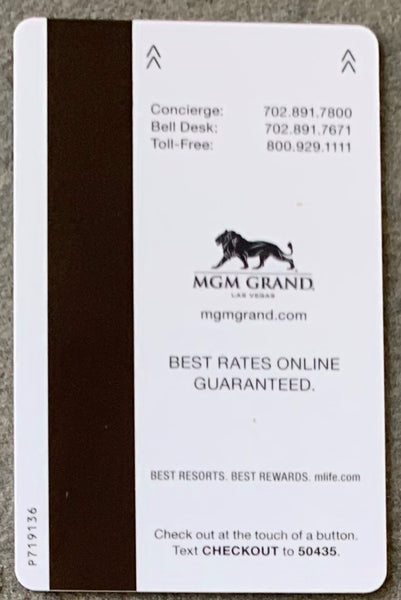 Concierge: 702.891.7800
Bell Desk: 702.891.7671
Toll-Free: 800.929.1111
MGM GRAND.
LAS VEGAS
mgmgrand.com
BEST RATES ONLINE
GUARANTEED.
BEST RESORTS. BEST REWARDS. mlife.com
Check out at the touch of a button.
Text CHECKOUT to 50435.
P719136